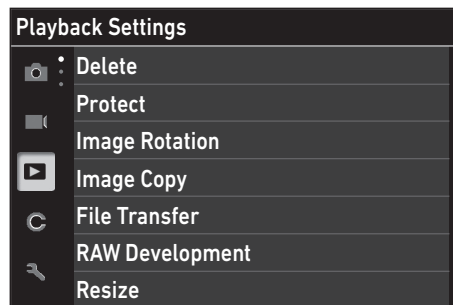 Playback Settings
Delete
Protect
Image Rotation
Image Copy
File Transfer
RAW Development
Resize
C